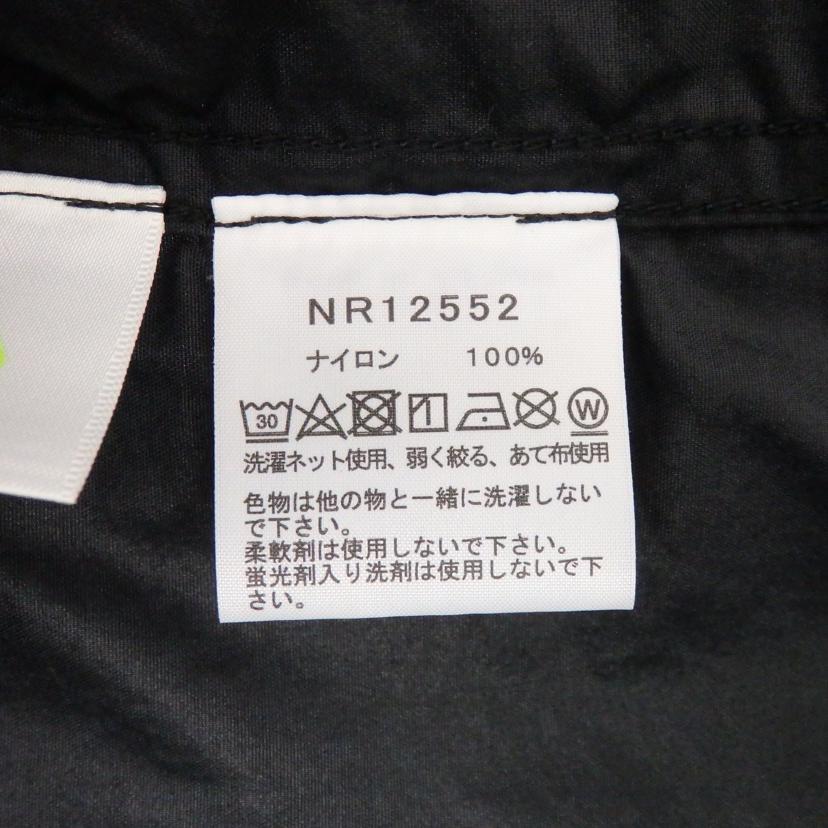 NR12552
ナイロン 100%
30 W
洗濯ネット使用、弱く絞る、あて布使用
色物は他の物と一緒に洗濯しない
で下さい。
柔軟剤は使用しないで下さい。
蛍光剤入り洗剤は使用しないで下
さい。